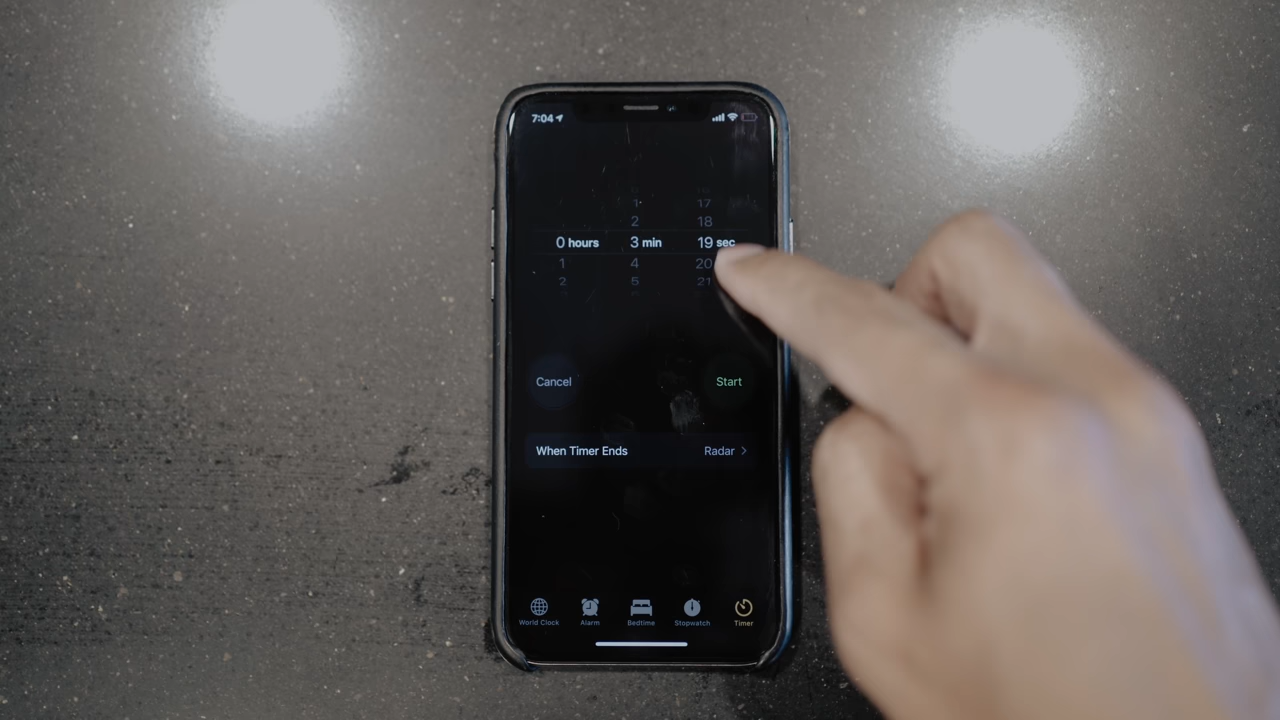 7:04
1 17
2 18
0 hours 3 min 19 sec
1 4 20
2 5 21
Cancel Start
When Timer Ends Radar
World Clock Alarm Bedtime Stopwatch Timer